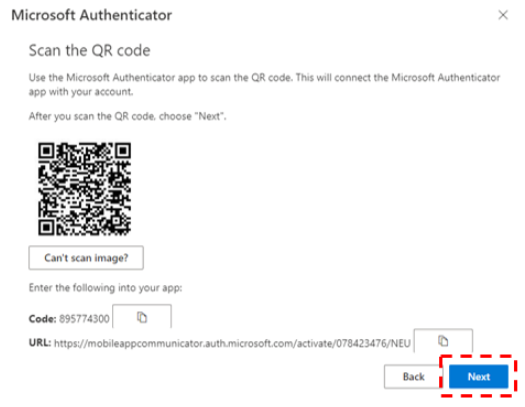 Microsoft Authenticator
Scan the QR code
Use the Microsoft Authenticator app to scan the QR code. This will connect the Microsoft Authenticator
app with your account.
After you scan the QR code, choose "Next".
Can't scan image?
Enter the following into your app:
Code: 895774300
URL: https://mobileappcommunicator.auth.microsoft.com/activate/078423476/NEU
Back Next